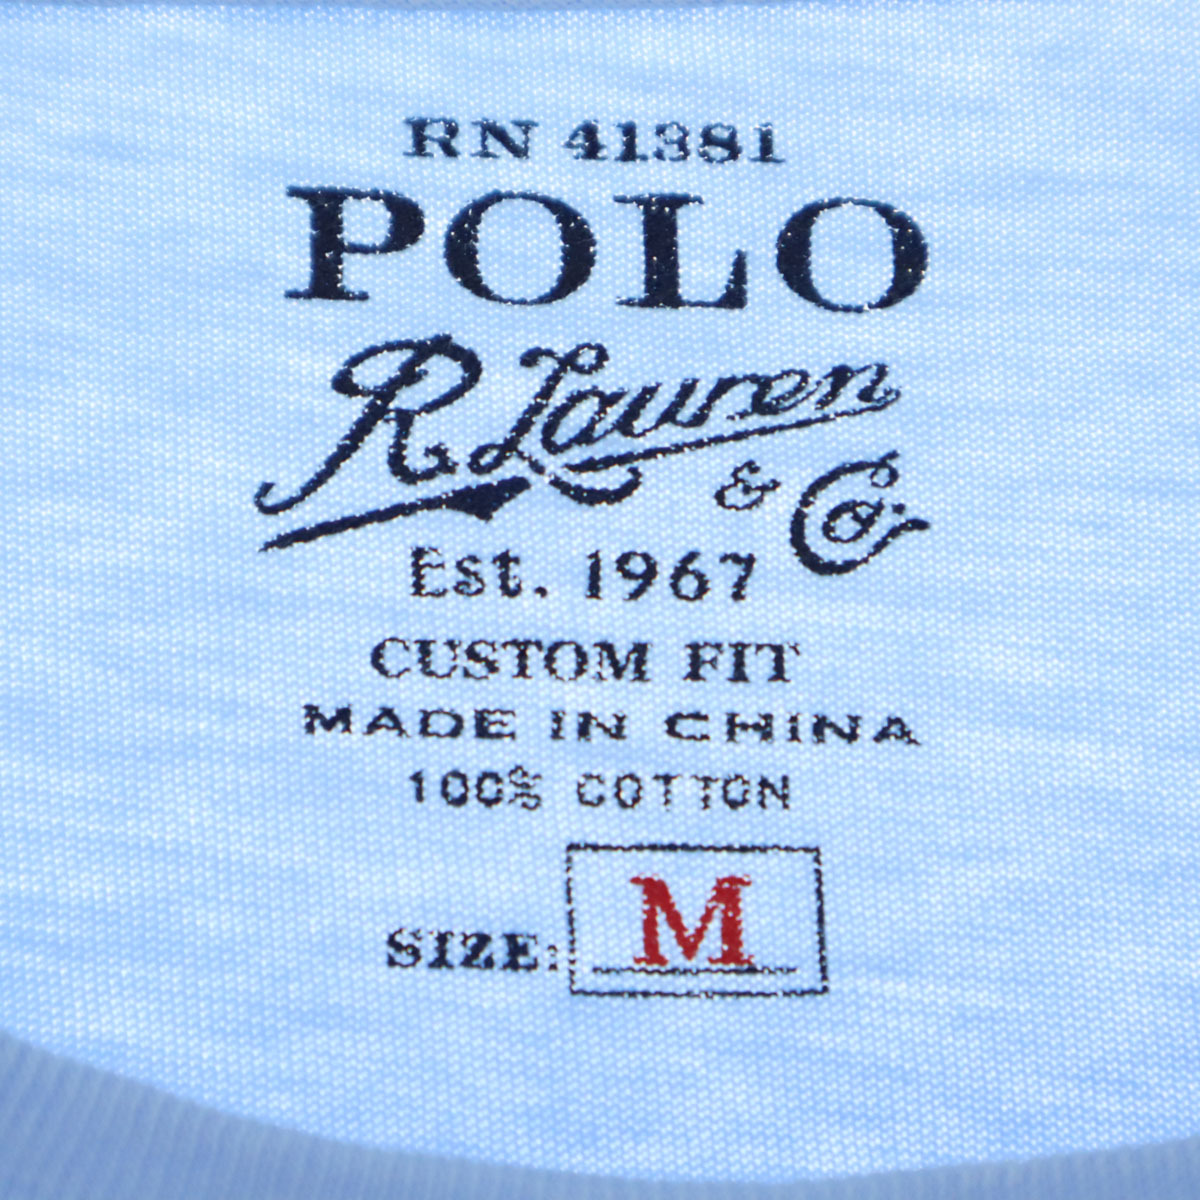 RN 41381
POLO
R. Lauren
& Co.
Est. 1967
CUSTOM FIT
MADE IN CHINA
100% COTTON
SIZE: M